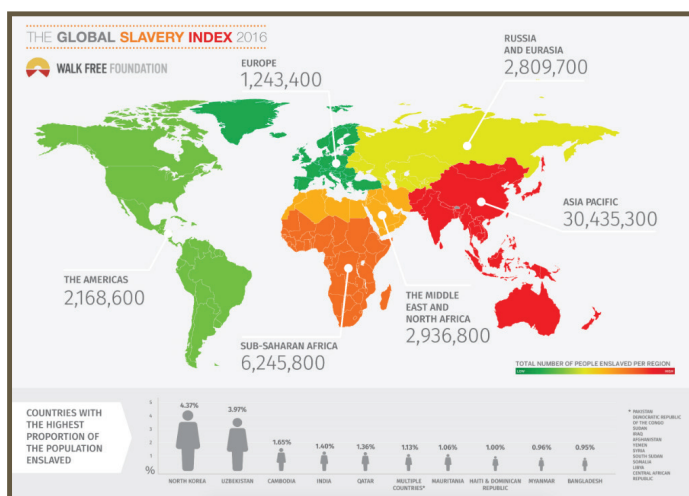 THE GLOBAL SLAVERY INDEX 2016
WALK FREE FOUNDATION
EUROPE
1,243,400
RUSSIA
AND EURASIA
2,809,700
ASIA PACIFIC
30,435,300
THE AMERICAS
2,168,600
THE MIDDLE
EAST AND
NORTH AFRICA
2,936,800
SUB-SAHARAN AFRICA
6,245,800
TOTAL NUMBER OF PEOPLE ENSLAVED PER REGION
COUNTRIES WITH
THE HIGHEST
PROPORTION OF
THE POPULATION
ENSLAVED
5
4
3
2
1
%
4.37%
3.97%
1.65%
1.40%
1.36%
1.13%
1.06%
1.00%
0.96%
0.95%
NORTH KOREA
UZBEKISTAN
CAMBODIA
INDIA
QATAR
MULTIPLE
COUNTRIES*
MAURITANIA
HAITI & DOMINICAN
REPUBLIC
MYANMAR
BANGLADESH
* PAKISTAN
DEMOCRATIC REPUBLIC
OF THE CONGO
SUDAN
IRAQ
AFGHANISTAN
YEMEN
SYRIA
SOUTH SUDAN
SOMALIA
LIBYA
CENTRAL AFRICAN
REPUBLIC